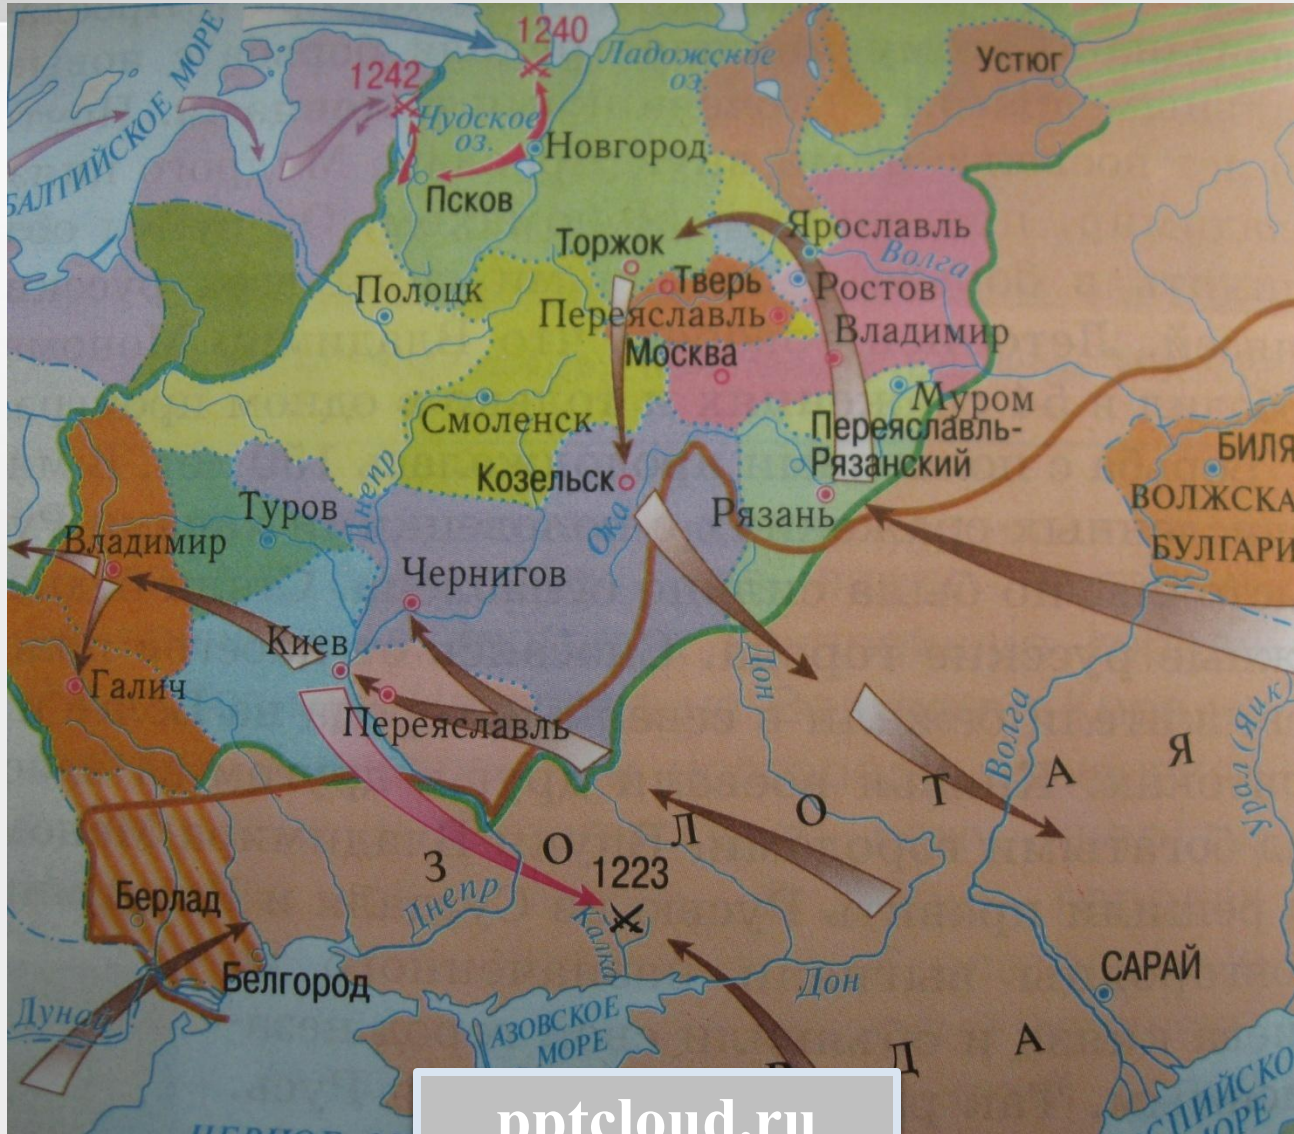 1240
1242
БАЛТИЙСКОЕ МОРЕ
Ладожское
оз.
Устюг
Чудское
оз.
Новгород
Псков
Торжок
Ярославль
Волга
Тверь
Ростов
Полоцк
Переяславль
Владимир
Москва
Смоленск
Муром
Переяславль-
Рязанский
БИЛЯ
ВОЛЖСКА
БУЛГАРИ
Козельск
Днепр
Ока
Туров
Рязань
Владимир
Чернигов
Киев
Галич
Переяславль
Дон
Волга
Урал (Яик)
З О Л О Т А Я
1223
Днепр
Калка
Берлад
Белгород
Дунай
Дон
САРАЙ
АЗОВСКОЕ
МОРЕ
Д А
СПИЙСКО
МОРЕ
pptcloud.ru